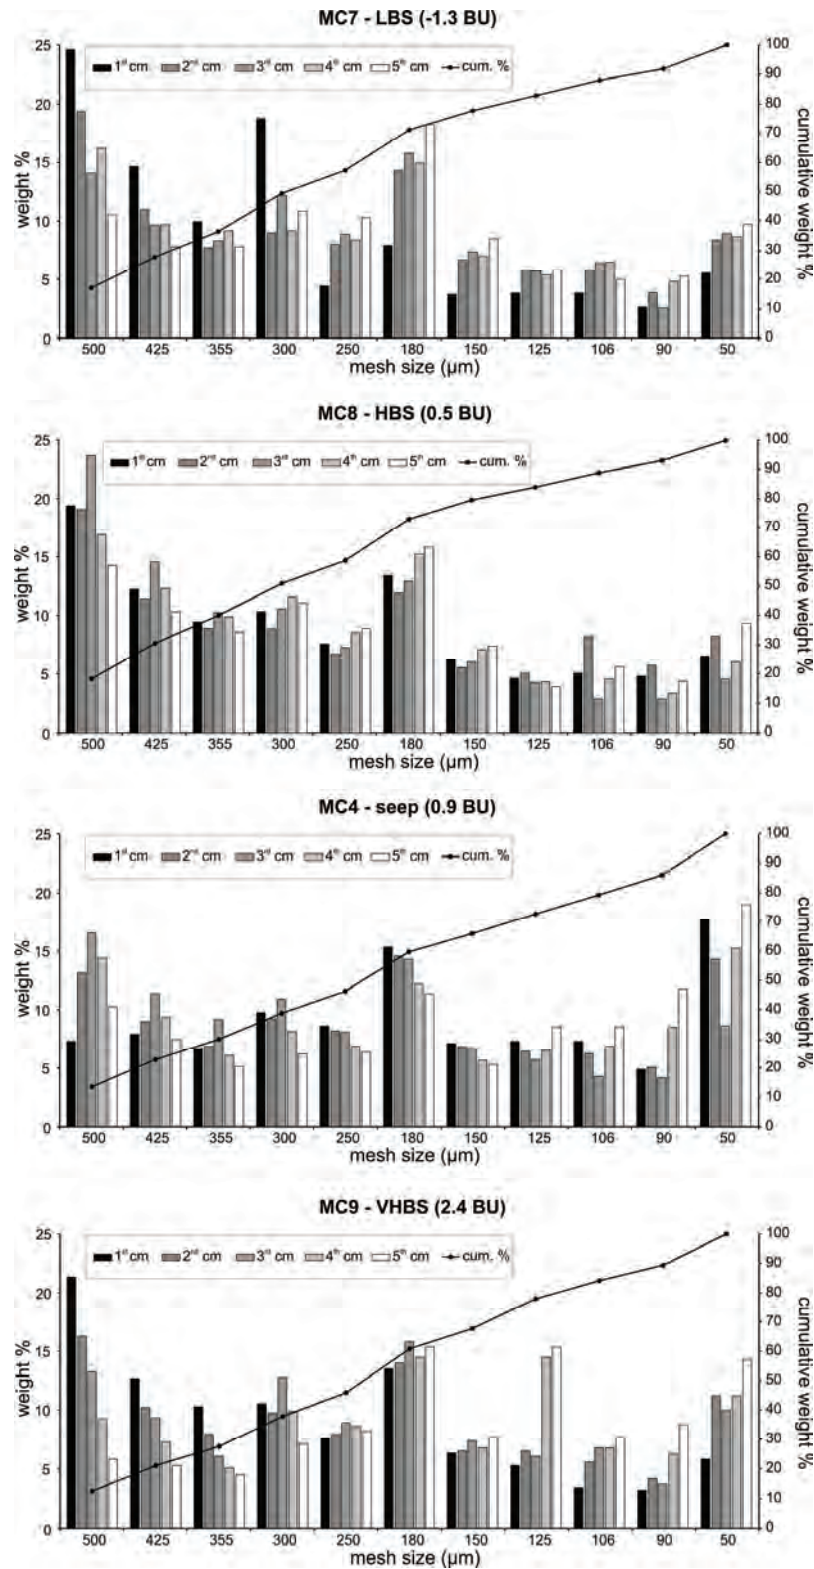 MC7 - LBS (-1.3 BU)
25
20
15
10
5
0
weight %
1st cm 2nd cm 3rd cm 4th cm 5th cm cum. %
100
90
80
70
60
50
40
30
20
10
0
cumulative weight %
500 425 355 300 250 180 150 125 106 90 50
mesh size (µm)
MC8 - HBS (0.5 BU)
25
20
15
10
5
0
weight %
1st cm 2nd cm 3rd cm 4th cm 5th cm cum. %
100
90
80
70
60
50
40
30
20
10
0
cumulative weight %
500 425 355 300 250 180 150 125 106 90 50
mesh size (µm)
MC4 - seep (0.9 BU)
25
20
15
10
5
0
weight %
1st cm 2nd cm 3rd cm 4th cm 5th cm cum. %
100
90
80
70
60
50
40
30
20
10
0
cumulative weight %
500 425 355 300 250 180 150 125 106 90 50
mesh size (µm)
MC9 - VHBS (2.4 BU)
25
20
15
10
5
0
weight %
1st cm 2nd cm 3rd cm 4th cm 5th cm cum. %
100
90
80
70
60
50
40
30
20
10
0
cumulative weight %
500 425 355 300 250 180 150 125 106 90 50
mesh size (µm)